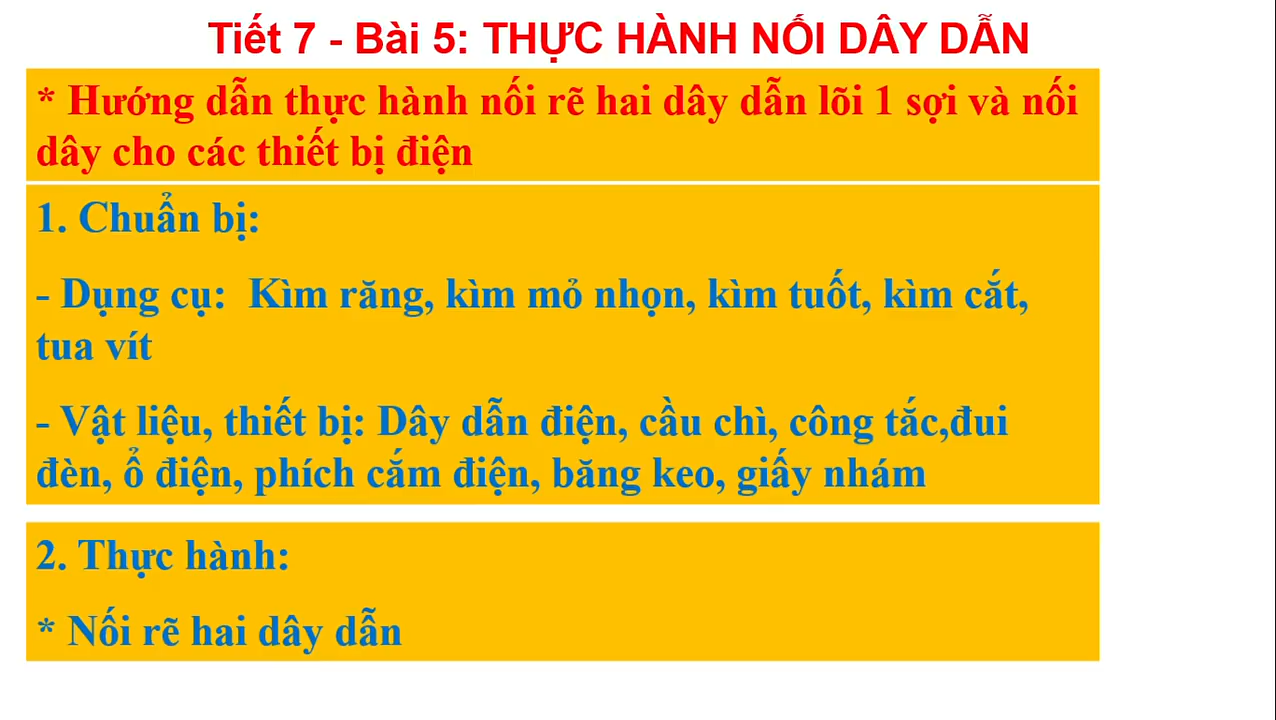 Tiết 7 - Bài 5: THỰC HÀNH NỐI DÂY DẪN
* Hướng dẫn thực hành nối rẽ hai dây dẫn lõi 1 sợi và nối
dây cho các thiết bị điện
1. Chuẩn bị:
- Dụng cụ: Kìm răng, kìm mỏ nhọn, kìm tuốt, kìm cắt,
tua vít
- Vật liệu, thiết bị: Dây dẫn điện, cầu chì, công tắc,đui
đèn, ổ điện, phích cắm điện, băng keo, giấy nhám
2. Thực hành:
* Nối rẽ hai dây dẫn